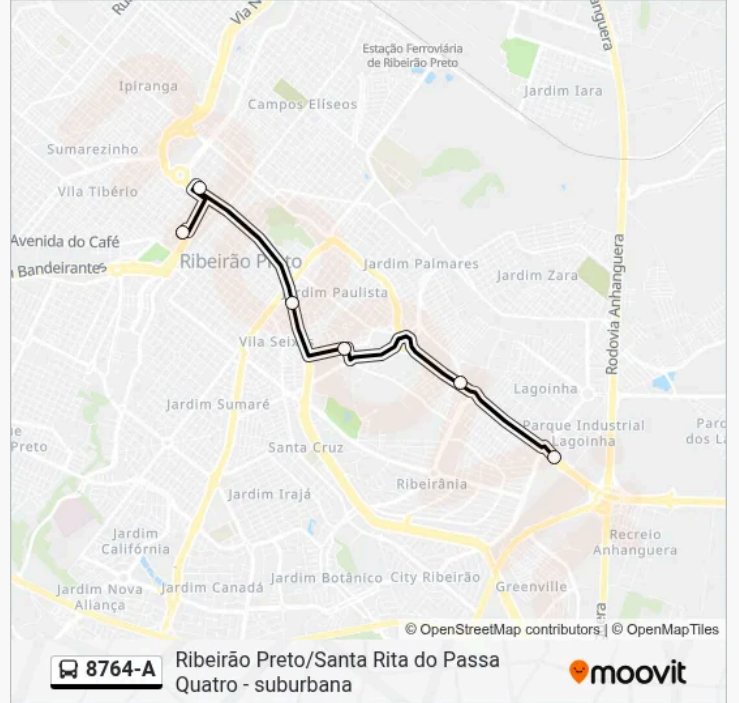 Via N
Estação Ferroviária
de Ribeirão Preto
Ipiranga
Campos Elíseos
Jardim Iara
Sumarezinho
Vila Tibério
Avenida do Café
Bandeirantes
Ribeirão Preto
Jardim Palmares
Jardim Zara
Rodovia Anhanguera
Jardim Paulista
Vila Seixas
Jardim Sumaré
Lagoinha
Parque Industrial
Lagoinha
Preto
Santa Cruz
Ribeirânia
Jardim Irajá
Jardim
Califórnia
Recreio
Anhanguera
Jardim Nova
Aliança
Jardim Canadá
Jardim Botânico
City Ribeirão
Greenville
© OpenStreetMap contributors | © OpenMapTiles
8764-A
Ribeirão Preto/Santa Rita do Passa
Quatro - suburbana
moovit